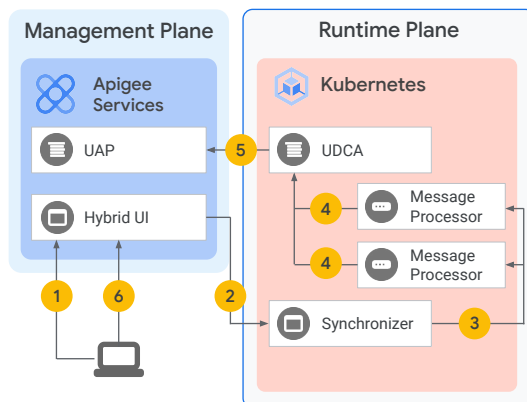 Management Plane
Runtime Plane
Apigee
Services
Kubernetes
UAP
5
UDCA
Hybrid UI
4
Message
Processor
4
Message
Processor
1
6
2
Synchronizer
3